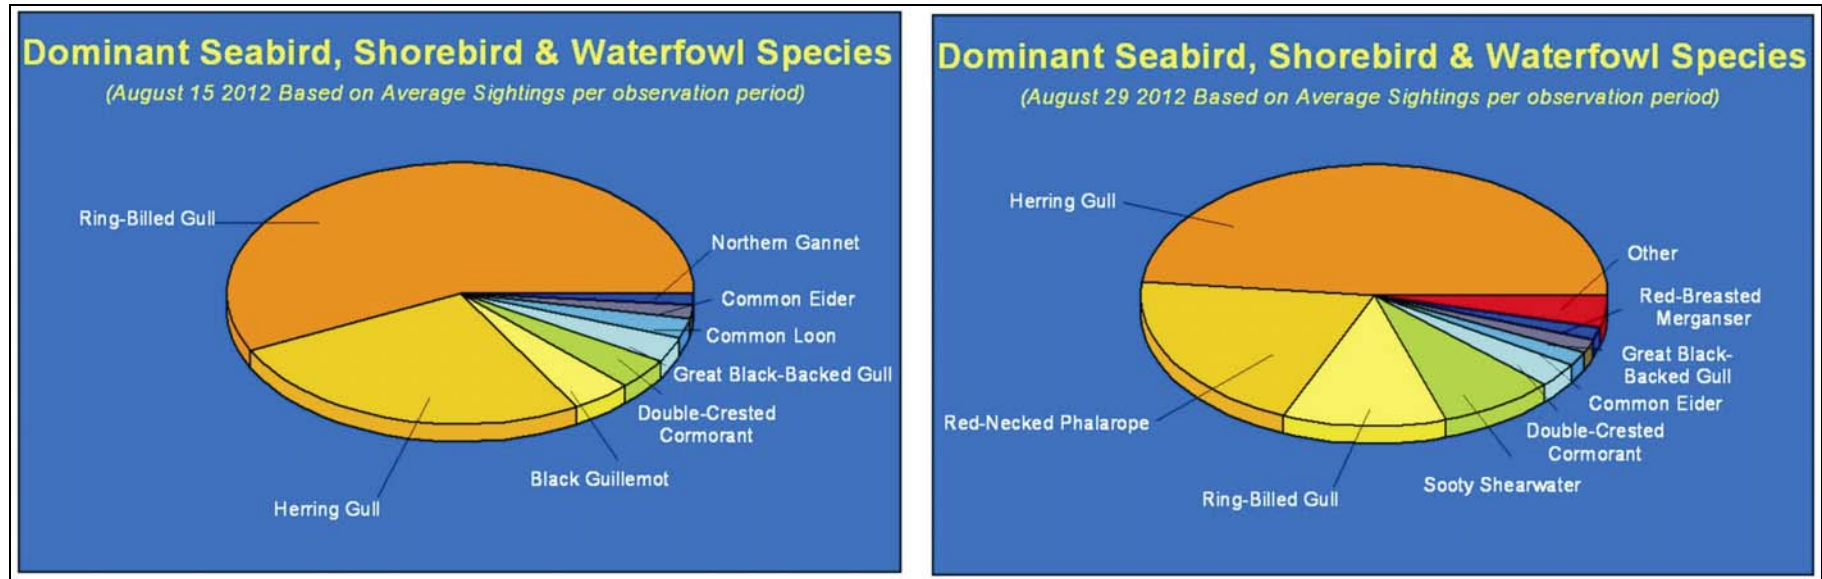 Dominant Seabird, Shorebird & Waterfowl Species
(August 15 2012 Based on Average Sightings per observation period)
Ring-Billed Gull
Northern Gannet
Common Eider
Common Loon
Great Black-Backed Gull
Double-Crested
Cormorant
Black Guillemot
Herring Gull
Dominant Seabird, Shorebird & Waterfowl Species
(August 29 2012 Based on Average Sightings per observation period)
Herring Gull
Other
Red-Breasted
Merganser
Great Black-
Backed Gull
Common Eider
Double-Crested
Cormorant
Sooty Shearwater
Ring-Billed Gull
Red-Necked Phalarope